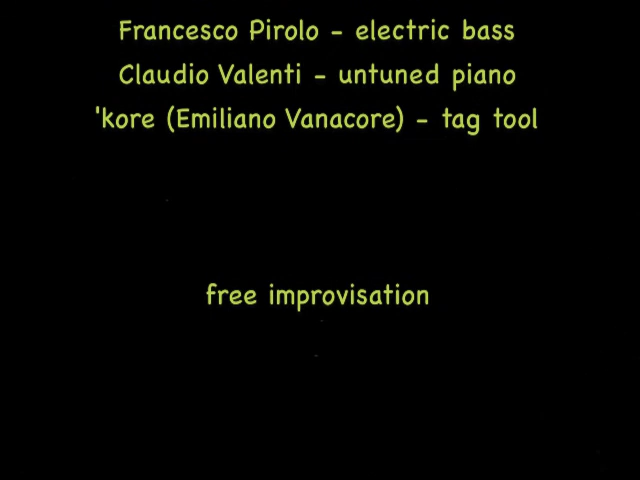 Francesco Pirolo - electric bass
Claudio Valenti - untuned piano
'kore (Emiliano Vanacore) - tag tool
free improvisation